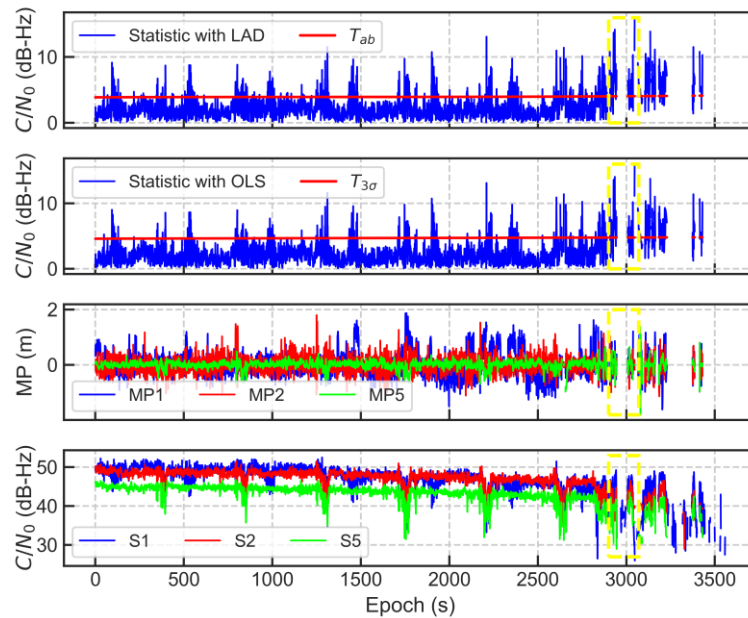 C/N₀ (dB-Hz)
10
0
Statistic with LAD
T_ab
C/N₀ (dB-Hz)
10
0
Statistic with OLS
T_3σ
MP (m)
2
0
MP1 MP2 MP5
C/N₀ (dB-Hz)
50
40
30
S1 S2 S5
0 500 1000 1500 2000 2500 3000 3500
Epoch (s)